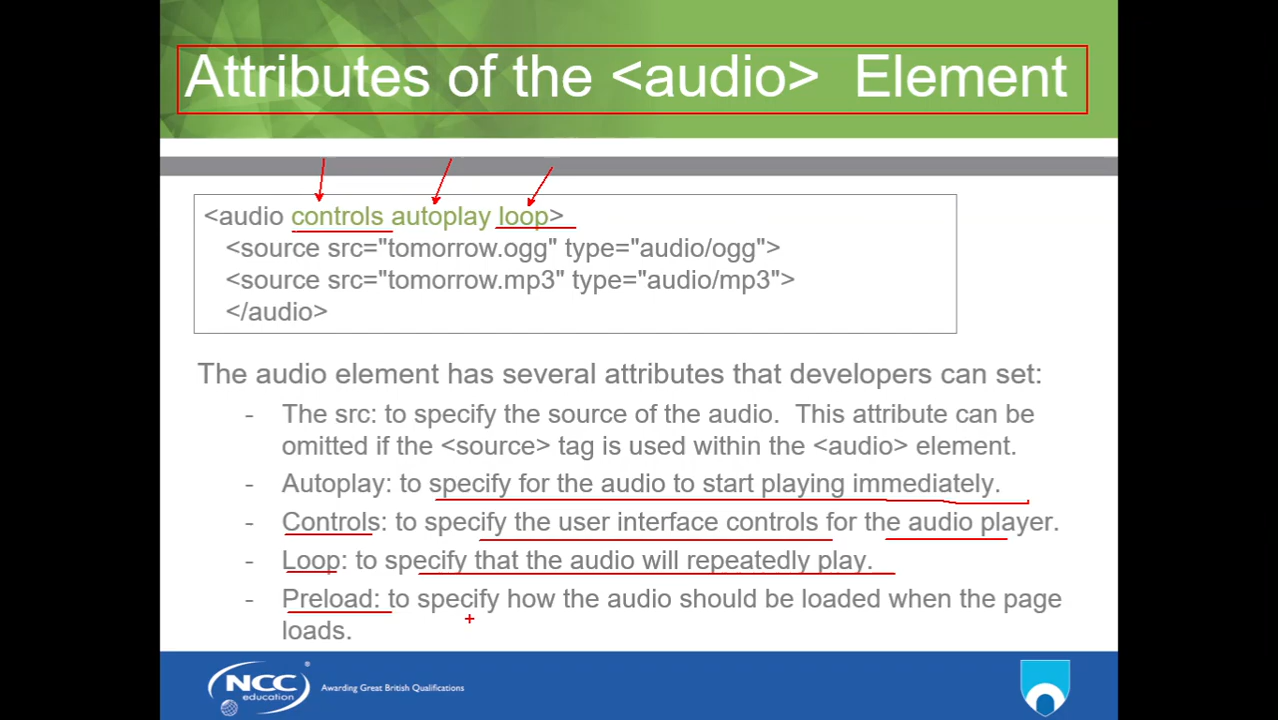 Attributes of the <audio> Element
<audio controls autoplay loop>
<source src="tomorrow.ogg" type="audio/ogg">
<source src="tomorrow.mp3" type="audio/mp3">
</audio>
The audio element has several attributes that developers can set:
- The src: to specify the source of the audio. This attribute can be
omitted if the <source> tag is used within the <audio> element.
- Autoplay: to specify for the audio to start playing immediately.
- Controls: to specify the user interface controls for the audio player.
- Loop: to specify that the audio will repeatedly play.
- Preload: to specify how the audio should be loaded when the page
loads.
NCC
education
®
Awarding Great British Qualifications